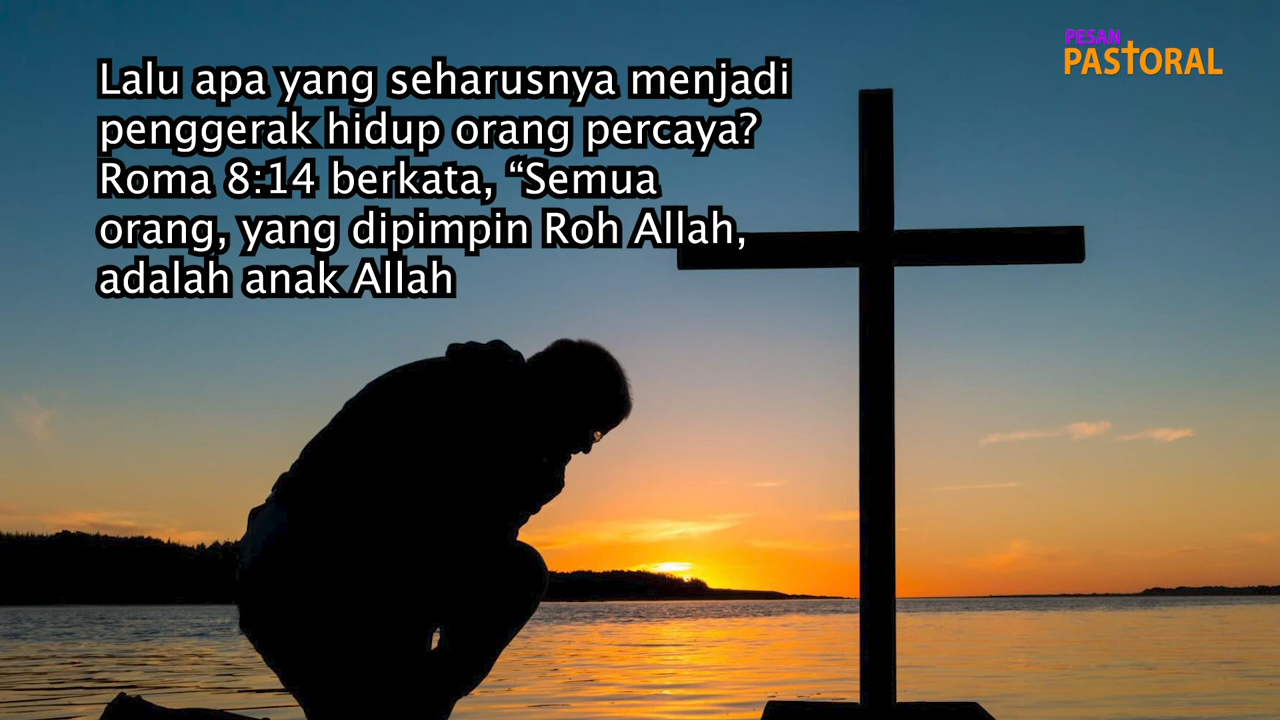 PESAN
PASTORAL
Lalu apa yang seharusnya menjadi
penggerak hidup orang percaya?
Roma 8:14 berkata, “Semua
orang, yang dipimpin Roh Allah,
adalah anak Allah